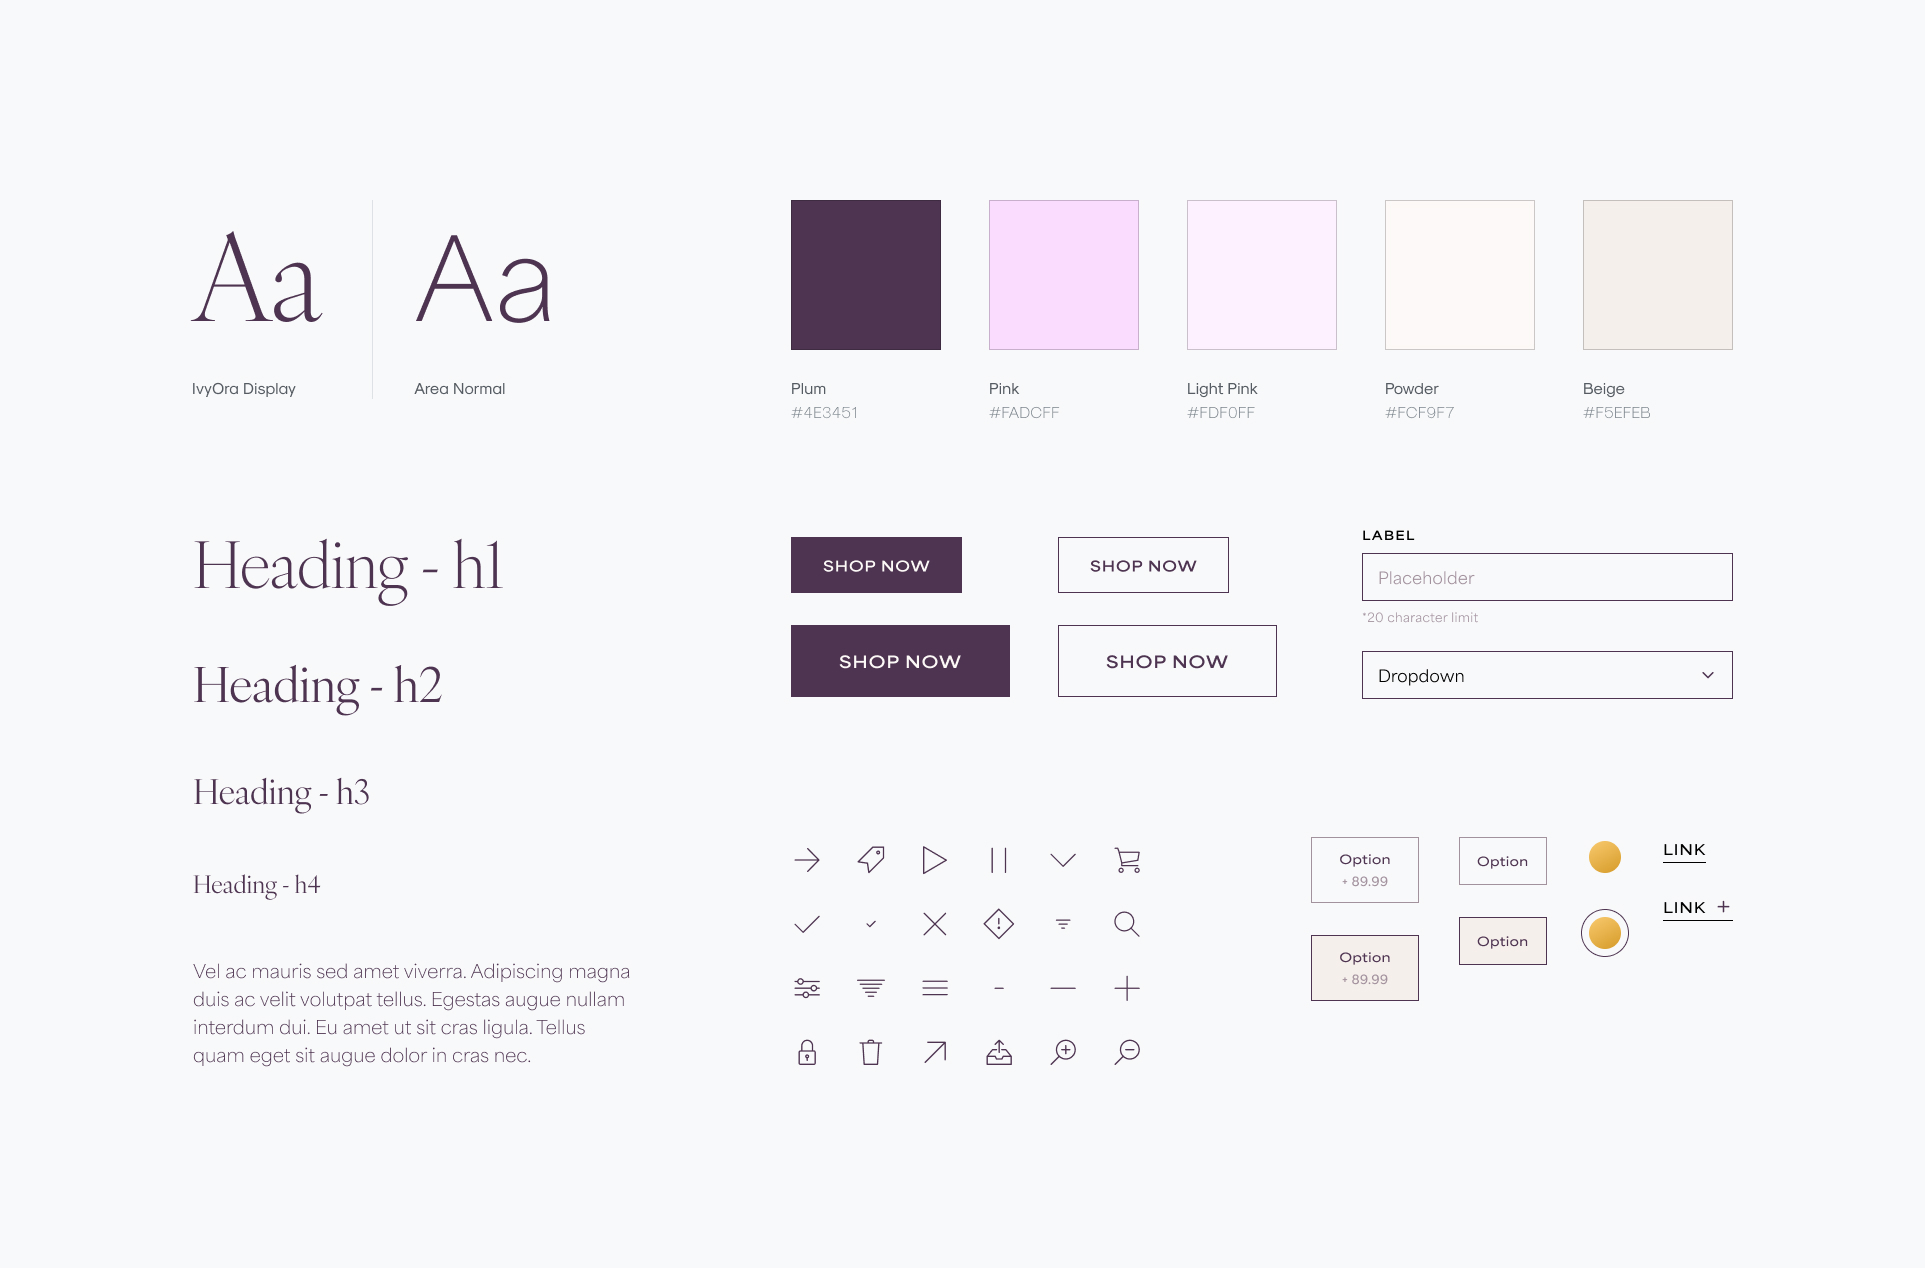 Aa
Aa
IvyOra Display
Area Normal
Plum
#4E3451
Pink
#FADCFF
Light Pink
#FDF0FF
Powder
#FCF9F7
Beige
#F5EFEB
Heading - h1
Heading - h2
Heading - h3
Heading - h4
Vel ac mauris sed amet viverra. Adipiscing magna
duis ac velit volutpat tellus. Egestas augue nullam
interdum dui. Eu amet ut sit cras ligula. Tellus
quam eget sit augue dolor in cras nec.
SHOP NOW
SHOP NOW
SHOP NOW
SHOP NOW
LABEL
Placeholder
*20 character limit
Dropdown
Option
+ 89.99
Option
+ 89.99
Option
Option
LINK
LINK +